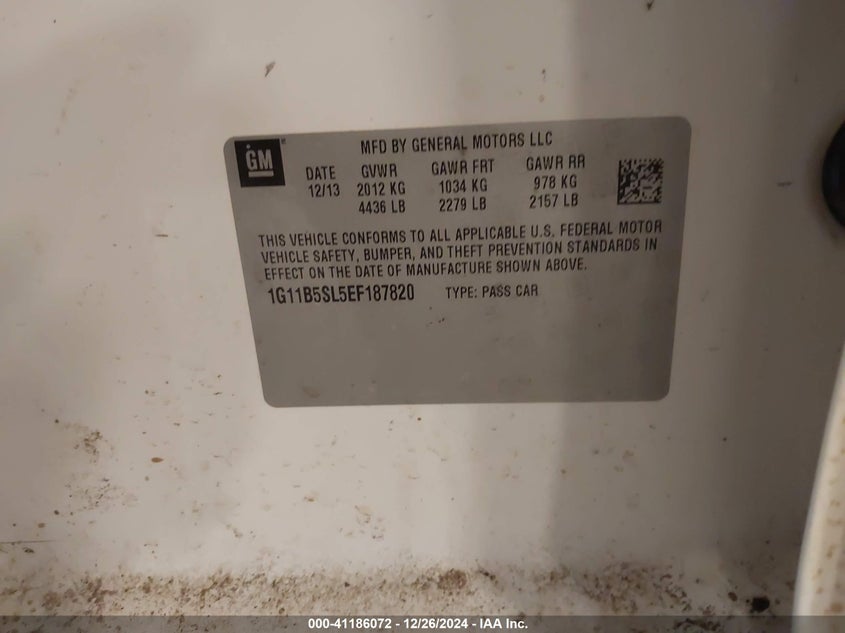 GM
MFD BY GENERAL MOTORS LLC
DATE GVWR GAWR FRT GAWR RR
12/13 2012 KG 1034 KG 978 KG
4436 LB 2279 LB 2157 LB
THIS VEHICLE CONFORMS TO ALL APPLICABLE U.S. FEDERAL MOTOR
VEHICLE SAFETY, BUMPER, AND THEFT PREVENTION STANDARDS IN
EFFECT ON THE DATE OF MANUFACTURE SHOWN ABOVE.
1G11B5SL5EF187820 TYPE: PASS CAR
000-41186072 - 12/26/2024 - IAA Inc.